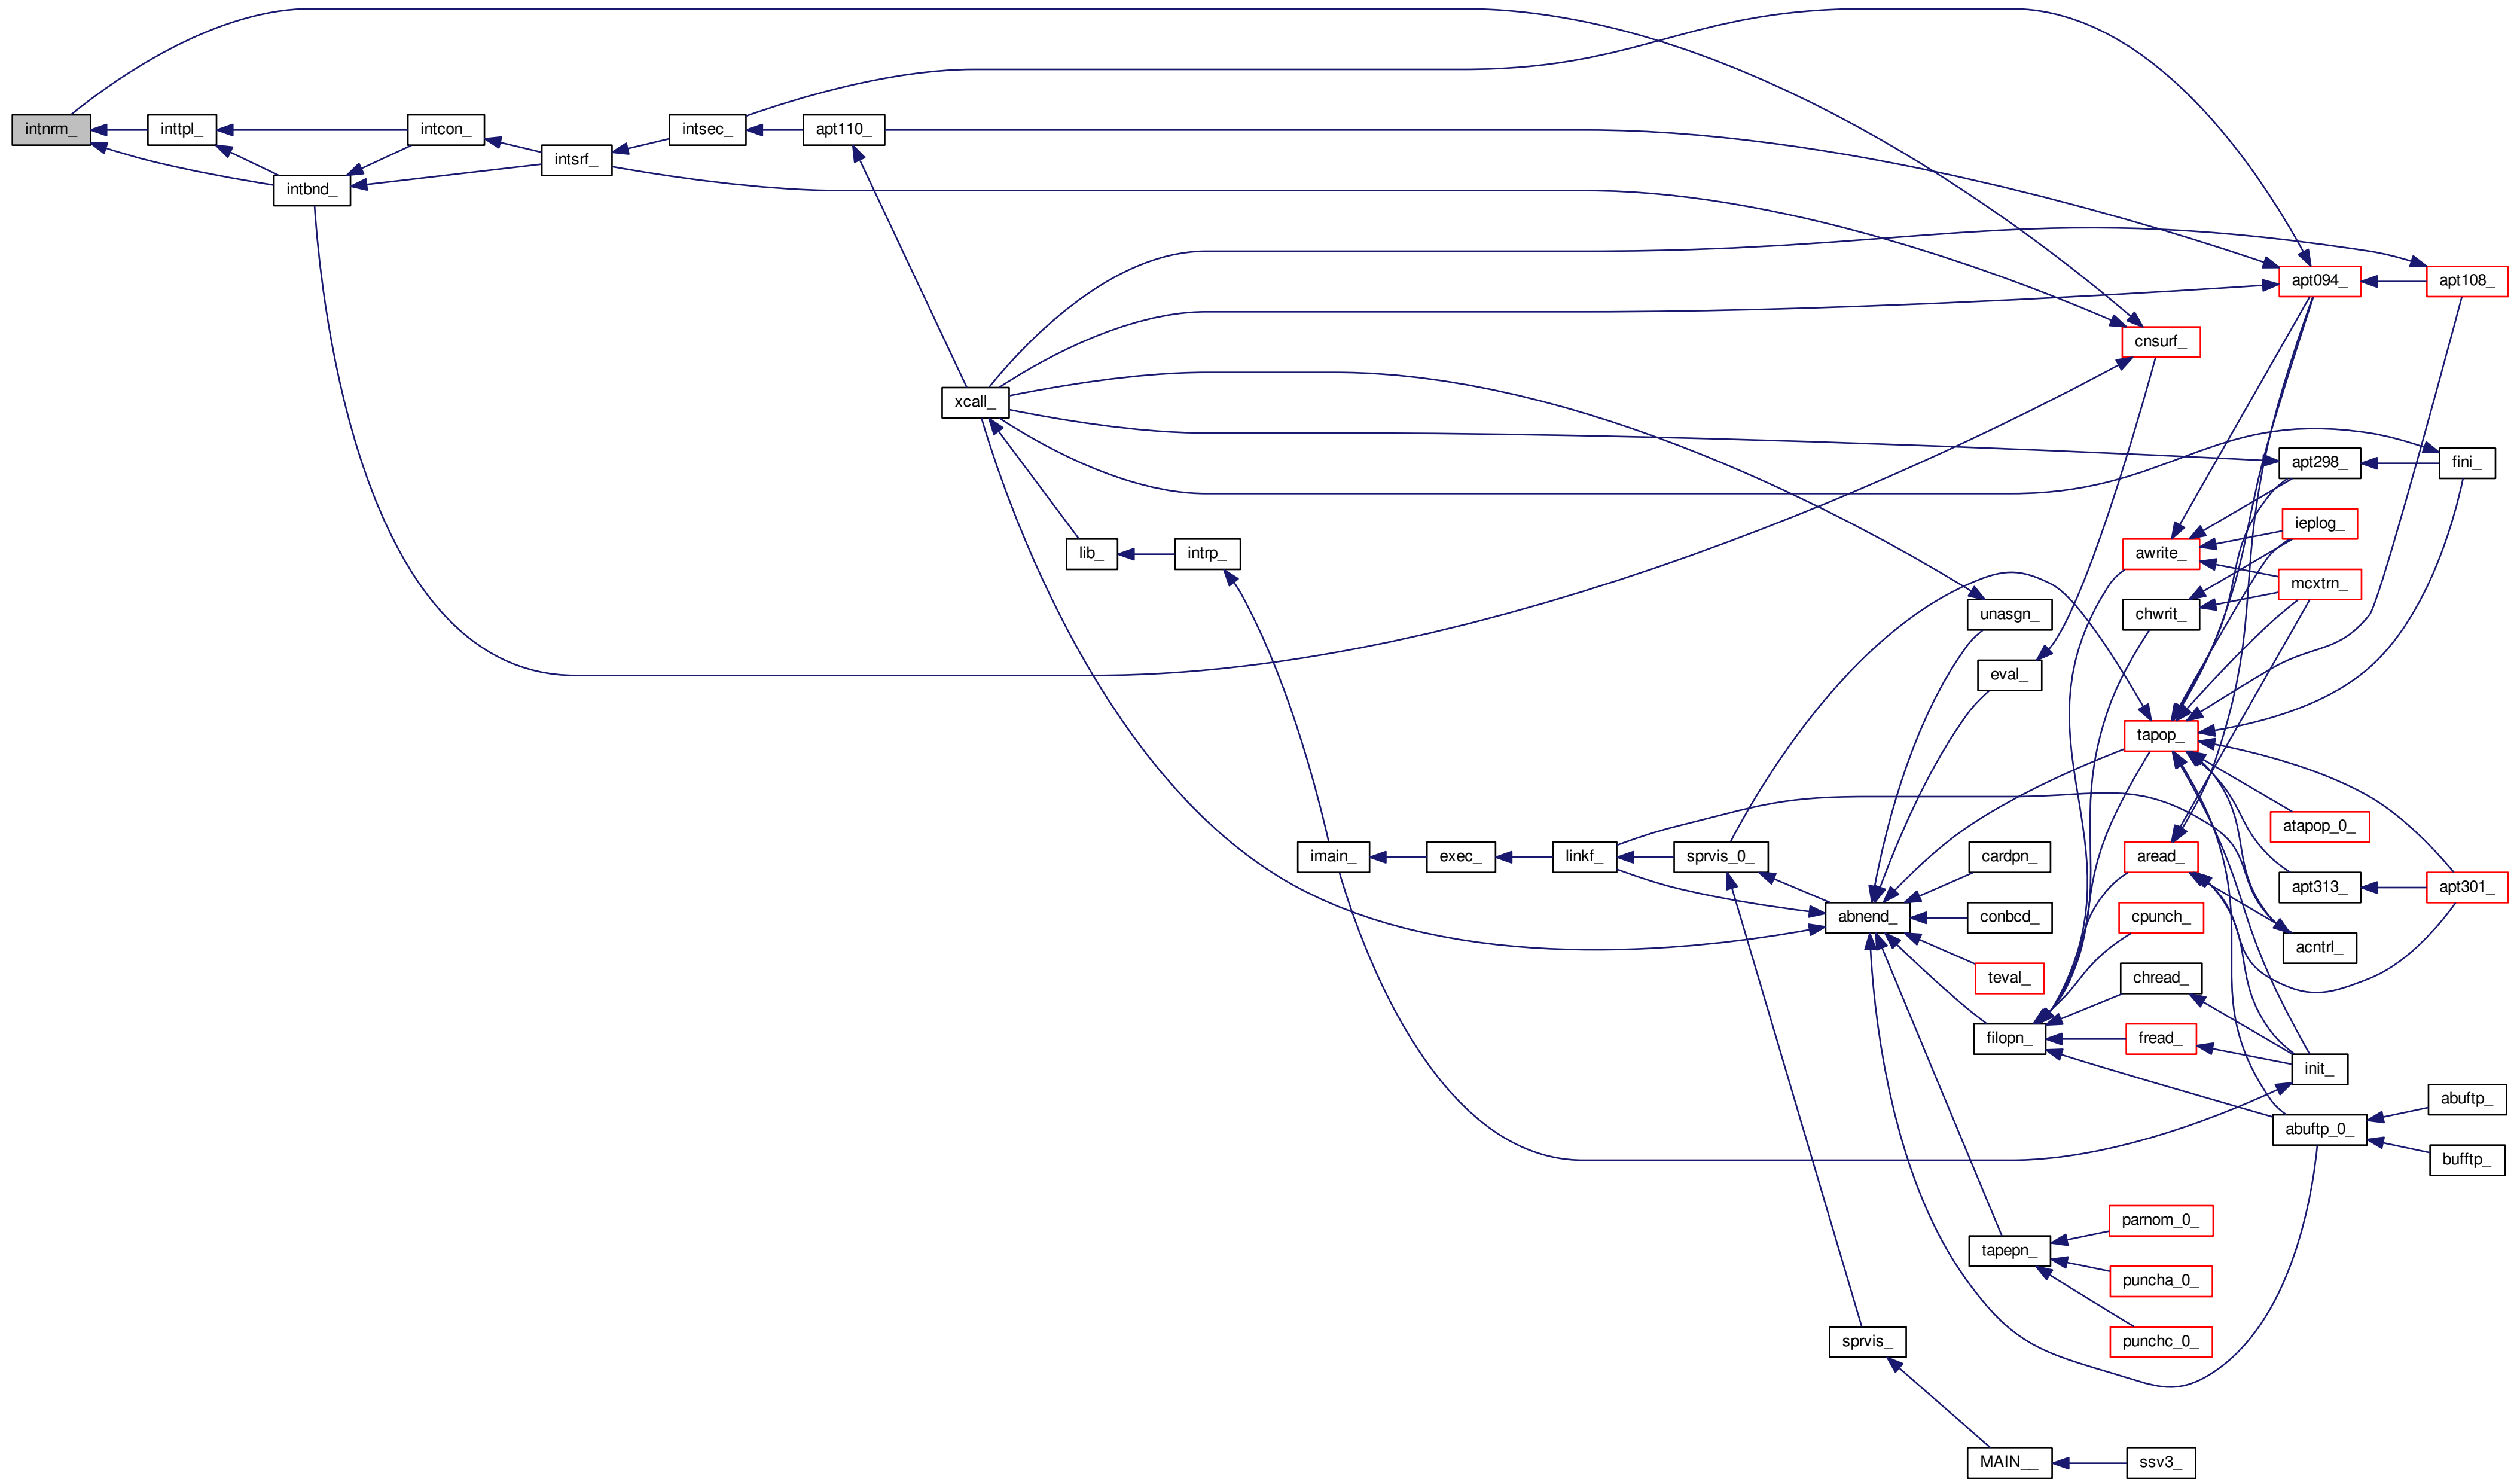 intnrm_
inttpl_
intcon_
intsec_
apt110_
intsrf_
intbnd_
apt094_
apt108_
cnsurf_
xcall_
apt298_
fini_
ieplog_
lib_
intrp_
awrite_
mcxtrn_
unasgn_
chwrit_
eval_
tapop_
atapop_0_
imain_
exec_
linkf_
sprvis_0_
cardpn_
aread_
apt313_
apt301_
abnend_
conbcd_
cpunch_
acntrl_
teval_
chread_
filopn_
fread_
init_
abuftp_
abuftp_0_
bufftp_
parnom_0_
tapepn_
puncha_0_
sprvis_
punchc_0_
MAIN__
ssv3_